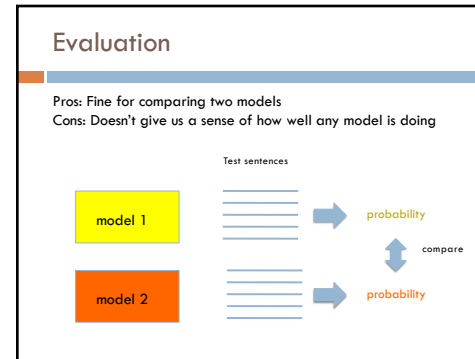 Evaluation
Pros: Fine for comparing two models
Cons: Doesn't give us a sense of how well any model is doing
Test sentences
model 1
probability
compare
model 2
probability